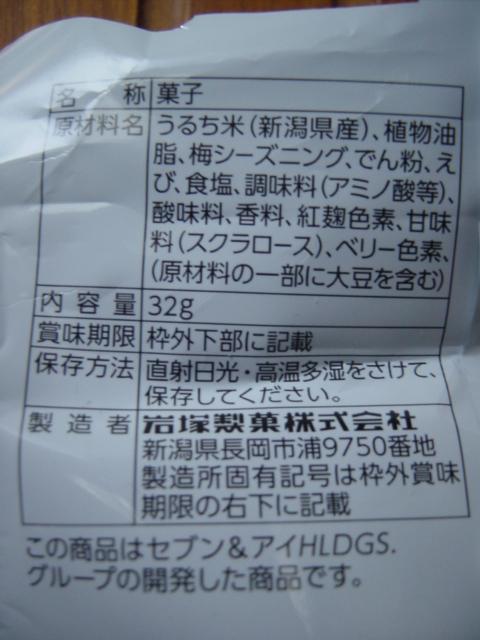 名 称 菓子
原材料名 うるち米(新潟県産)、植物油
脂、梅シーズニング、でん粉、え
び、食塩、調味料(アミノ酸等)、
酸味料、香料、紅麹色素、甘味
料(スクラロース)、ベリー色素、
(原材料の一部に大豆を含む)
内容量 32g
賞味期限 枠外下部に記載
保存方法 直射日光・高温多湿をさけて、
保存してください。
製造者 岩塚製菓株式会社
新潟県長岡市浦9750番地
製造所固有記号は枠外賞味
期限の右下に記載
この商品はセブン&アイHLDGS.
グループの開発した商品です。